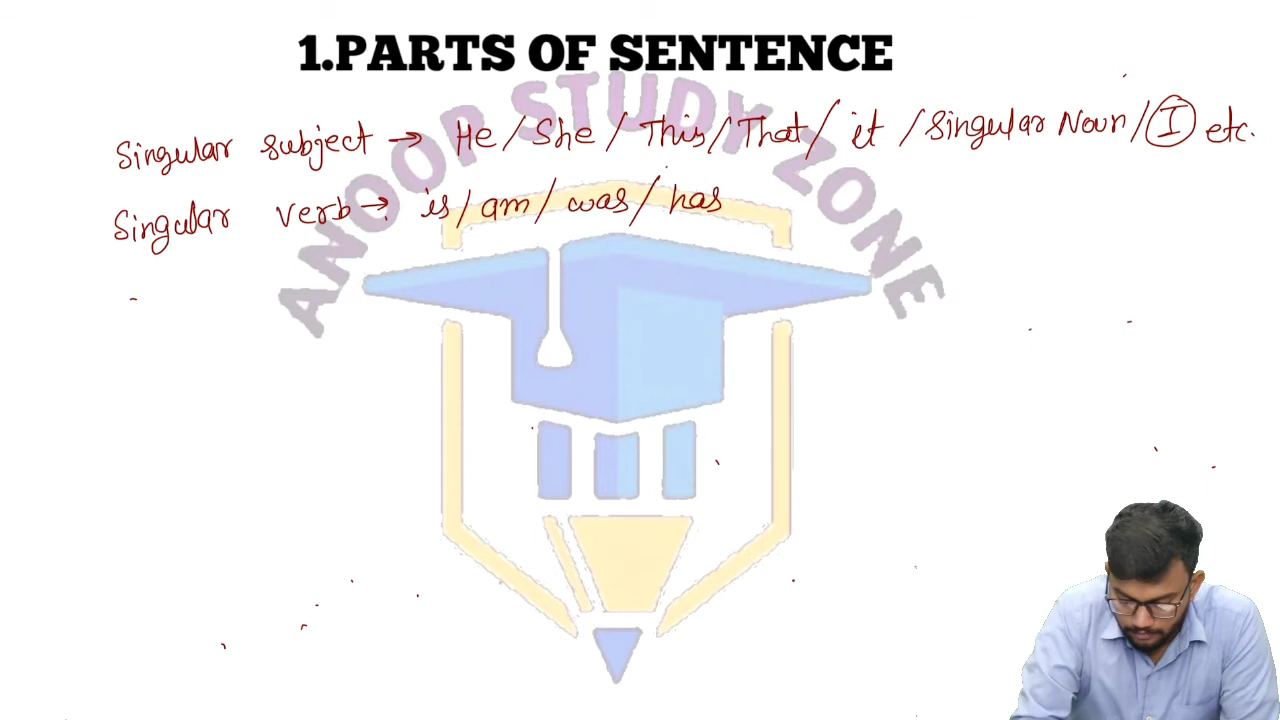 1.PARTS OF SENTENCE
ANOOP STUDY ZONE
Singular subject → He / She / This / That / it / Singular Noun / I etc.
Singular verb → is / am / was / has